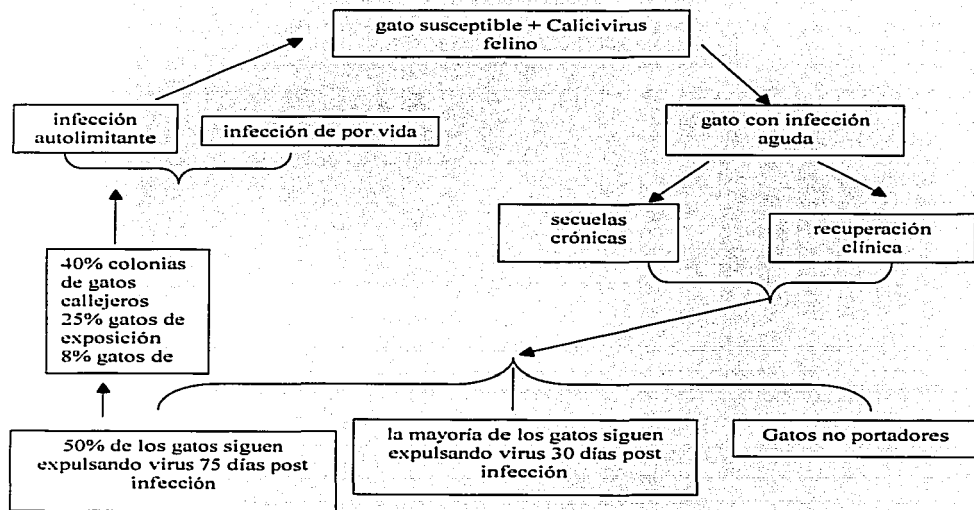 gato susceptible + Calicivirus
felino
infección
autolimitante
infección de por vida
gato con infección
aguda
secuelas
crónicas
recuperación
clínica
40% colonias
de gatos
callejeros
25% gatos de
exposición
8% gatos de
50% de los gatos siguen
expulsando virus 75 días post
infección
la mayoría de los gatos siguen
expulsando virus 30 días post
infección
Gatos no portadores